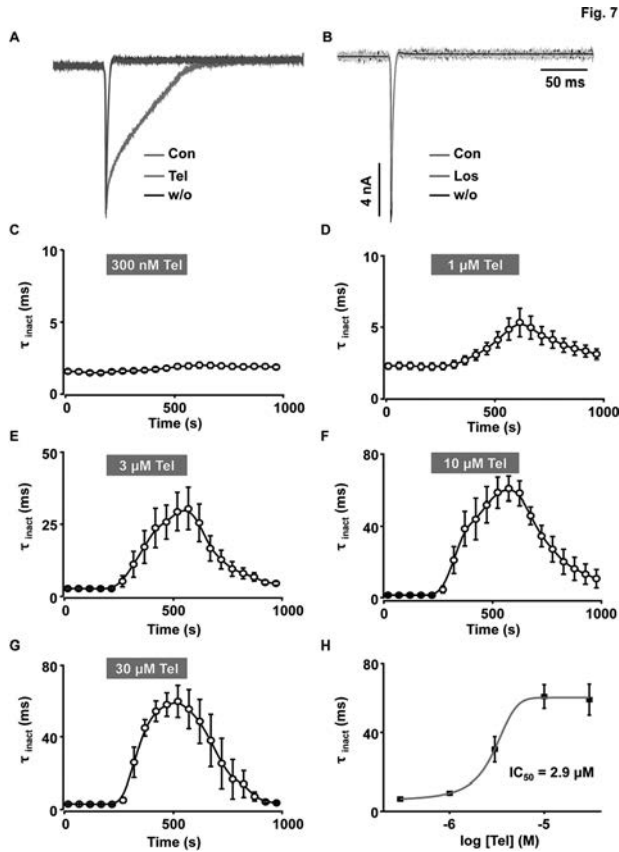 Fig. 7
A
B
50 ms
Con
Tel
w/o
4 nA
Con
Los
w/o
C
D
10
5
0
τ inact (ms)
300 nM Tel
0 500 1000
Time (s)
10
5
0
τ inact (ms)
1 µM Tel
0 500 1000
Time (s)
E
F
50
25
0
τ inact (ms)
3 µM Tel
0 500 1000
Time (s)
80
40
0
τ inact (ms)
10 µM Tel
0 500 1000
Time (s)
G
H
80
40
0
τ inact (ms)
30 µM Tel
0 500 1000
Time (s)
80
40
0
τ inact (ms)
IC50 = 2.9 µM
-6 -5
log [Tel] (M)